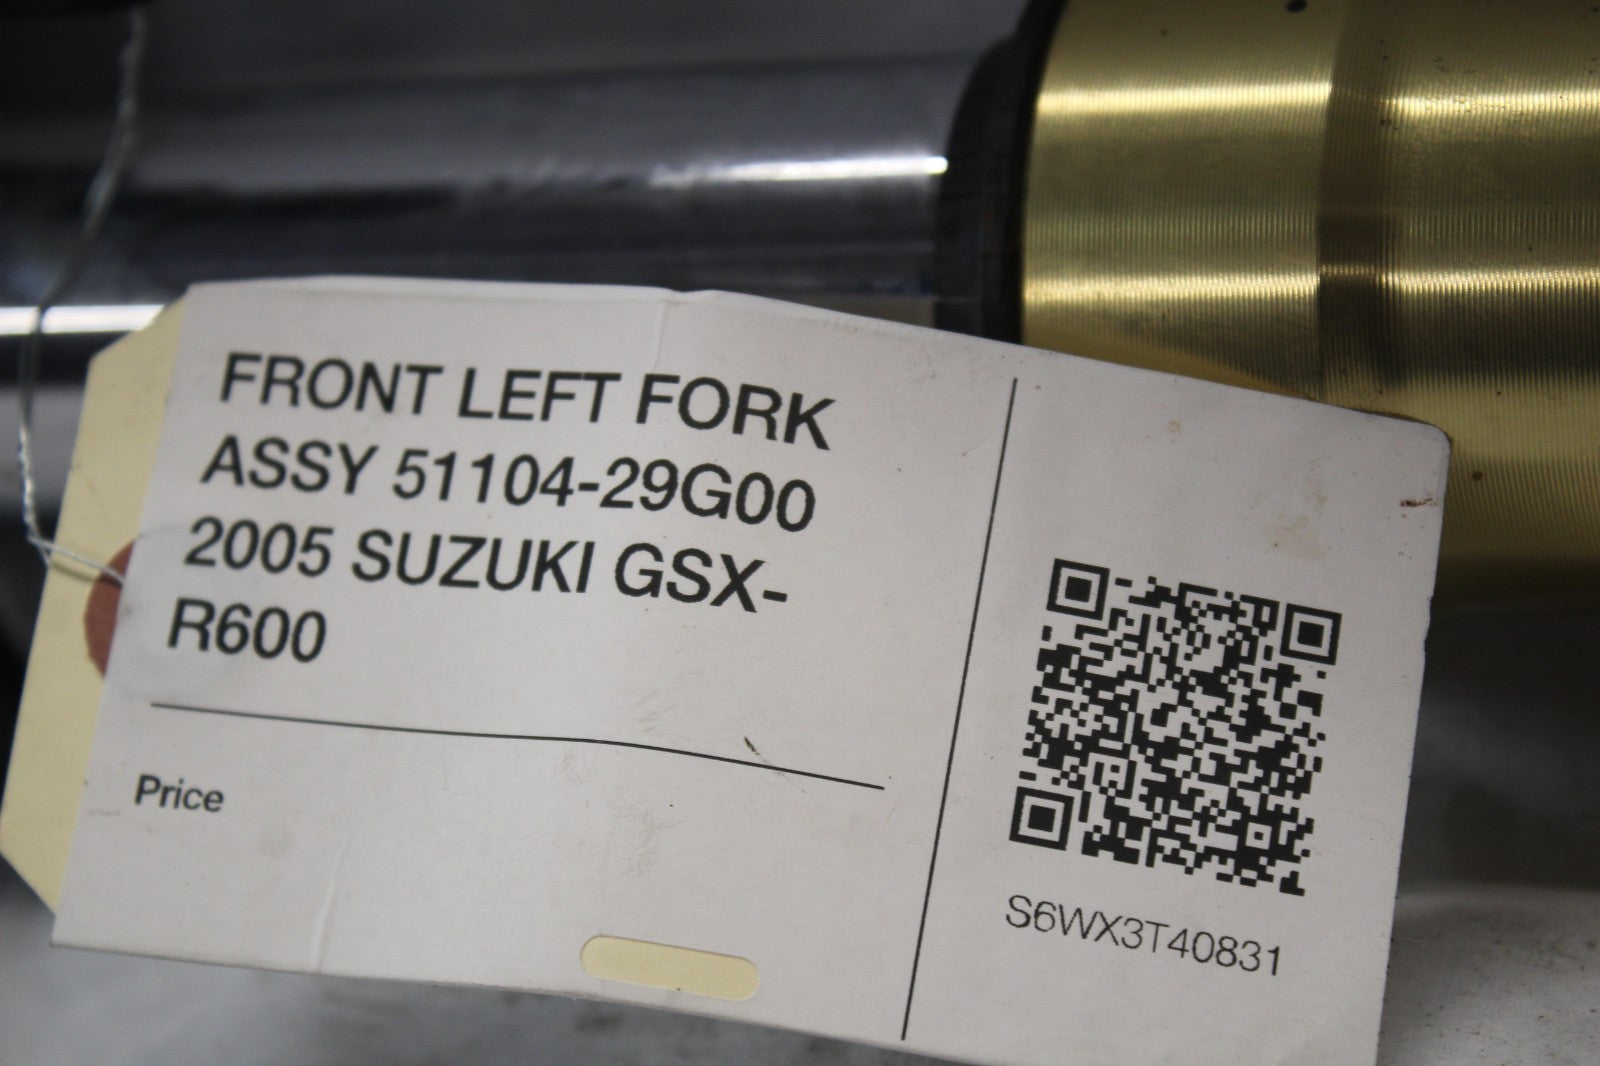 FRONT LEFT FORK
ASSY 51104-29G00
2005 SUZUKI GSX-
R600
Price
S6WX3T40831